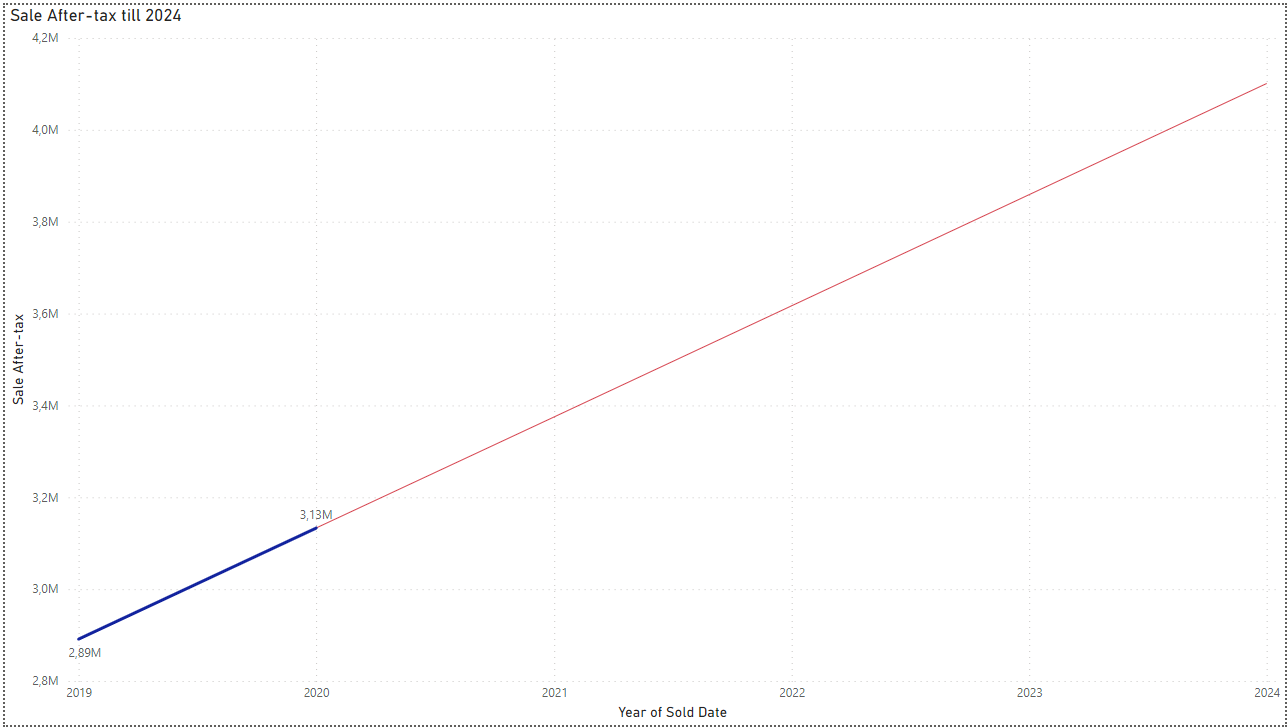 Sale After-tax till 2024
4,2M
4,0M
3,8M
3,6M
3,4M
3,2M
3,0M
2,8M
Sale After-tax
3,13M
2,89M
2019 2020 2021 2022 2023 2024
Year of Sold Date